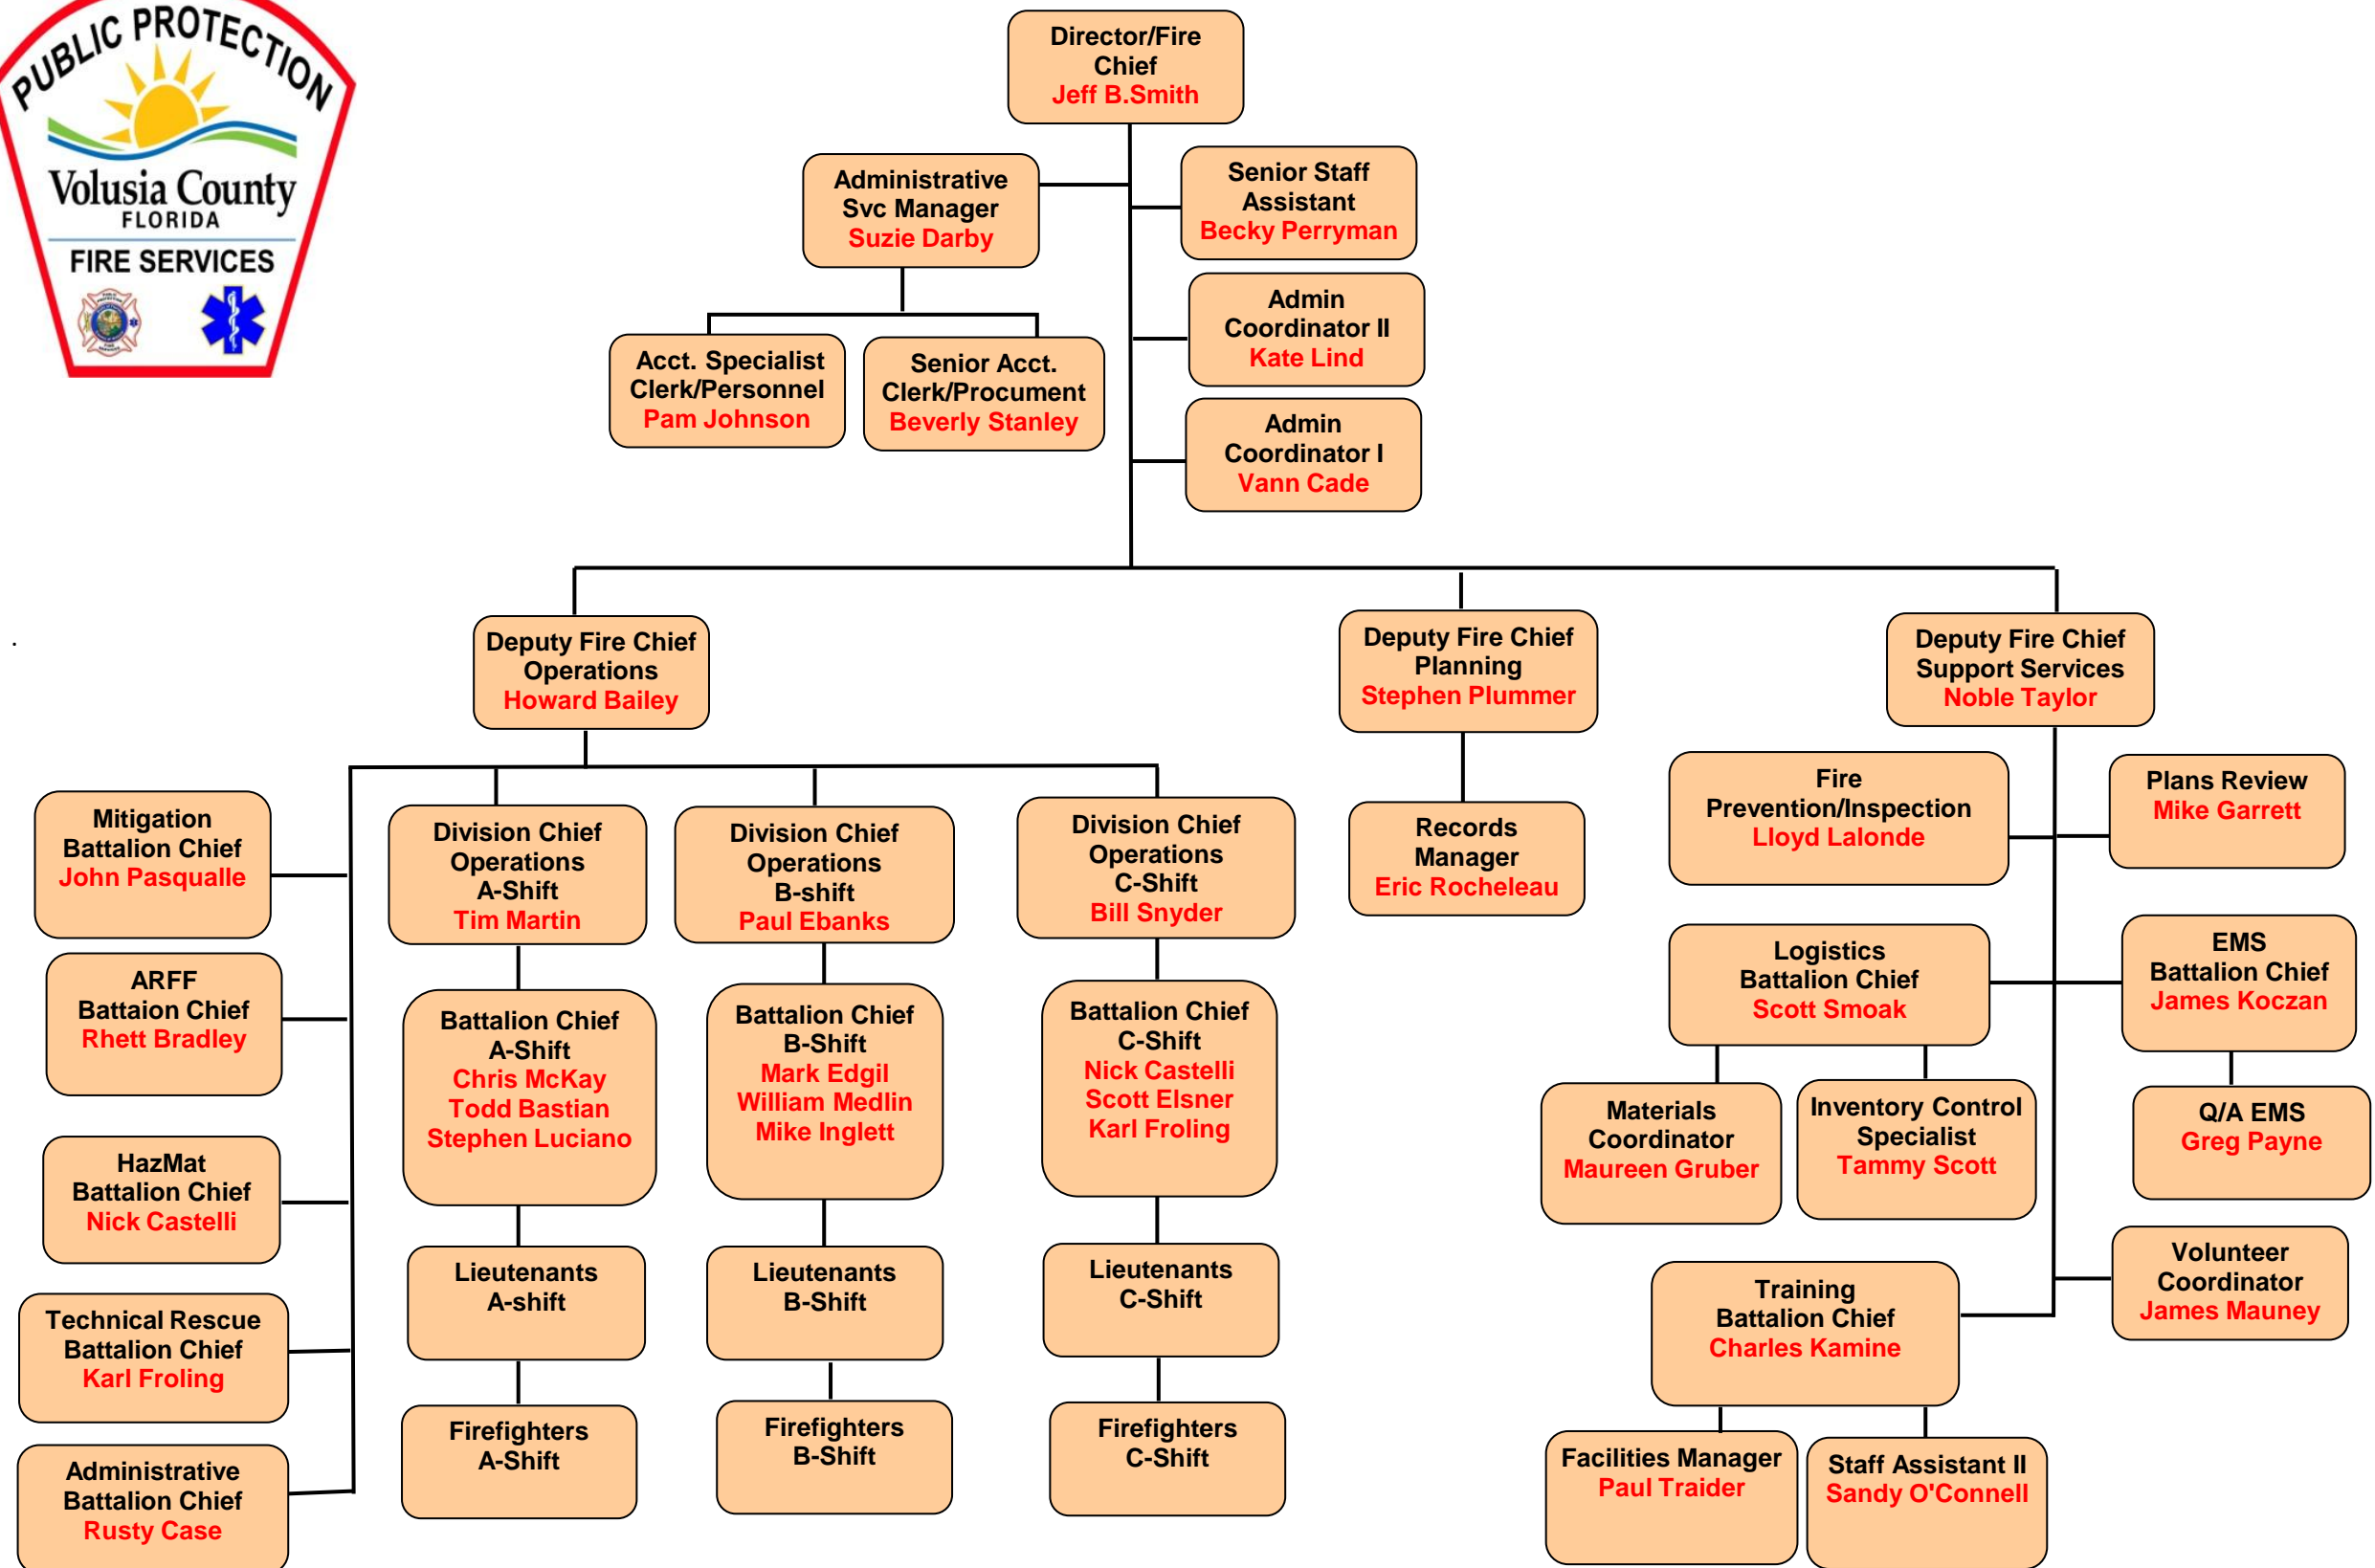 PUBLIC PROTECTION
Volusia County
FLORIDA
FIRE SERVICES
Director/Fire
Chief
Jeff B.Smith
Administrative
Svc Manager
Suzie Darby
Senior Staff
Assistant
Becky Perryman
Admin
Coordinator II
Kate Lind
Acct. Specialist
Clerk/Personnel
Pam Johnson
Senior Acct.
Clerk/Procument
Beverly Stanley
Admin
Coordinator I
Vann Cade
.
Deputy Fire Chief
Operations
Howard Bailey
Deputy Fire Chief
Planning
Stephen Plummer
Deputy Fire Chief
Support Services
Noble Taylor
Mitigation
Battalion Chief
John Pasqualle
ARFF
Battaion Chief
Rhett Bradley
HazMat
Battalion Chief
Nick Castelli
Technical Rescue
Battalion Chief
Karl Froling
Administrative
Battalion Chief
Rusty Case
Division Chief
Operations
A-Shift
Tim Martin
Battalion Chief
A-Shift
Chris McKay
Todd Bastian
Stephen Luciano
Lieutenants
A-shift
Firefighters
A-Shift
Division Chief
Operations
B-shift
Paul Ebanks
Battalion Chief
B-Shift
Mark Edgil
William Medlin
Mike Inglett
Lieutenants
B-Shift
Firefighters
B-Shift
Division Chief
Operations
C-Shift
Bill Snyder
Battalion Chief
C-Shift
Nick Castelli
Scott Elsner
Karl Froling
Lieutenants
C-Shift
Firefighters
C-Shift
Records
Manager
Eric Rocheleau
Fire
Prevention/Inspection
Lloyd Lalonde
Plans Review
Mike Garrett
Logistics
Battalion Chief
Scott Smoak
EMS
Battalion Chief
James Koczan
Materials
Coordinator
Maureen Gruber
Inventory Control
Specialist
Tammy Scott
Q/A EMS
Greg Payne
Training
Battalion Chief
Charles Kamine
Volunteer
Coordinator
James Mauney
Facilities Manager
Paul Traider
Staff Assistant II
Sandy O'Connell